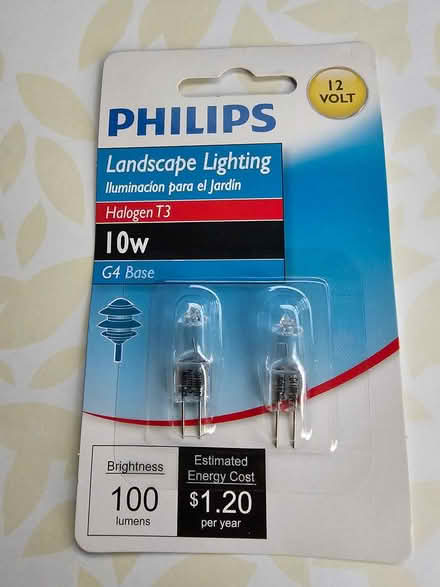 12
VOLT
PHILIPS
Landscape Lighting
Iluminacion para el Jardín
Halogen T3
10w
G4 Base
Brightness
100
lumens
Estimated
Energy Cost
$1.20
per year